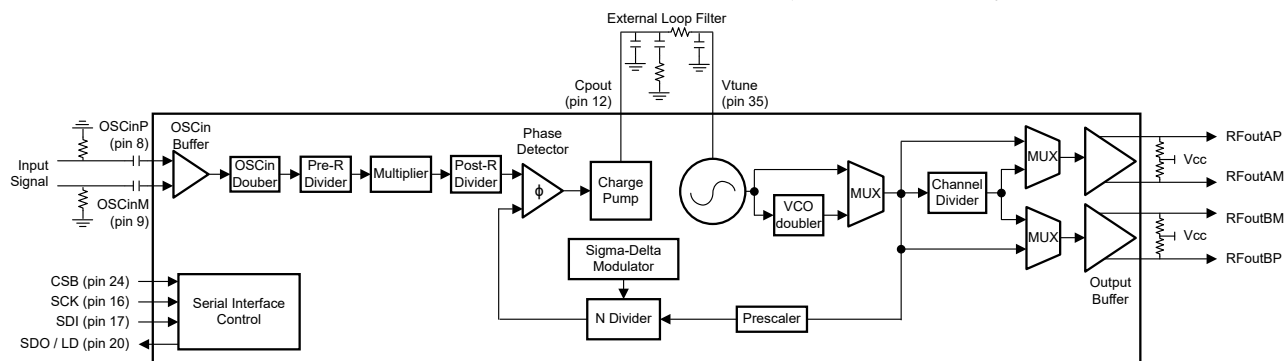 External Loop Filter
Cpout
(pin 12)
Vtune
(pin 35)
OSCinP
(pin 8)
OSCin
Buffer
Input
Signal
OSCinM
(pin 9)
OSCin
Douber
Pre-R
Divider
Multiplier
Post-R
Divider
Phase
Detector
ϕ
Charge
Pump
VCO
doubler
MUX
Channel
Divider
MUX
MUX
Output
Buffer
RFoutAP
Vcc
RFoutAM
RFoutBM
Vcc
RFoutBP
Sigma-Delta
Modulator
N Divider
Prescaler
CSB (pin 24)
SCK (pin 16)
SDI (pin 17)
SDO / LD (pin 20)
Serial Interface
Control